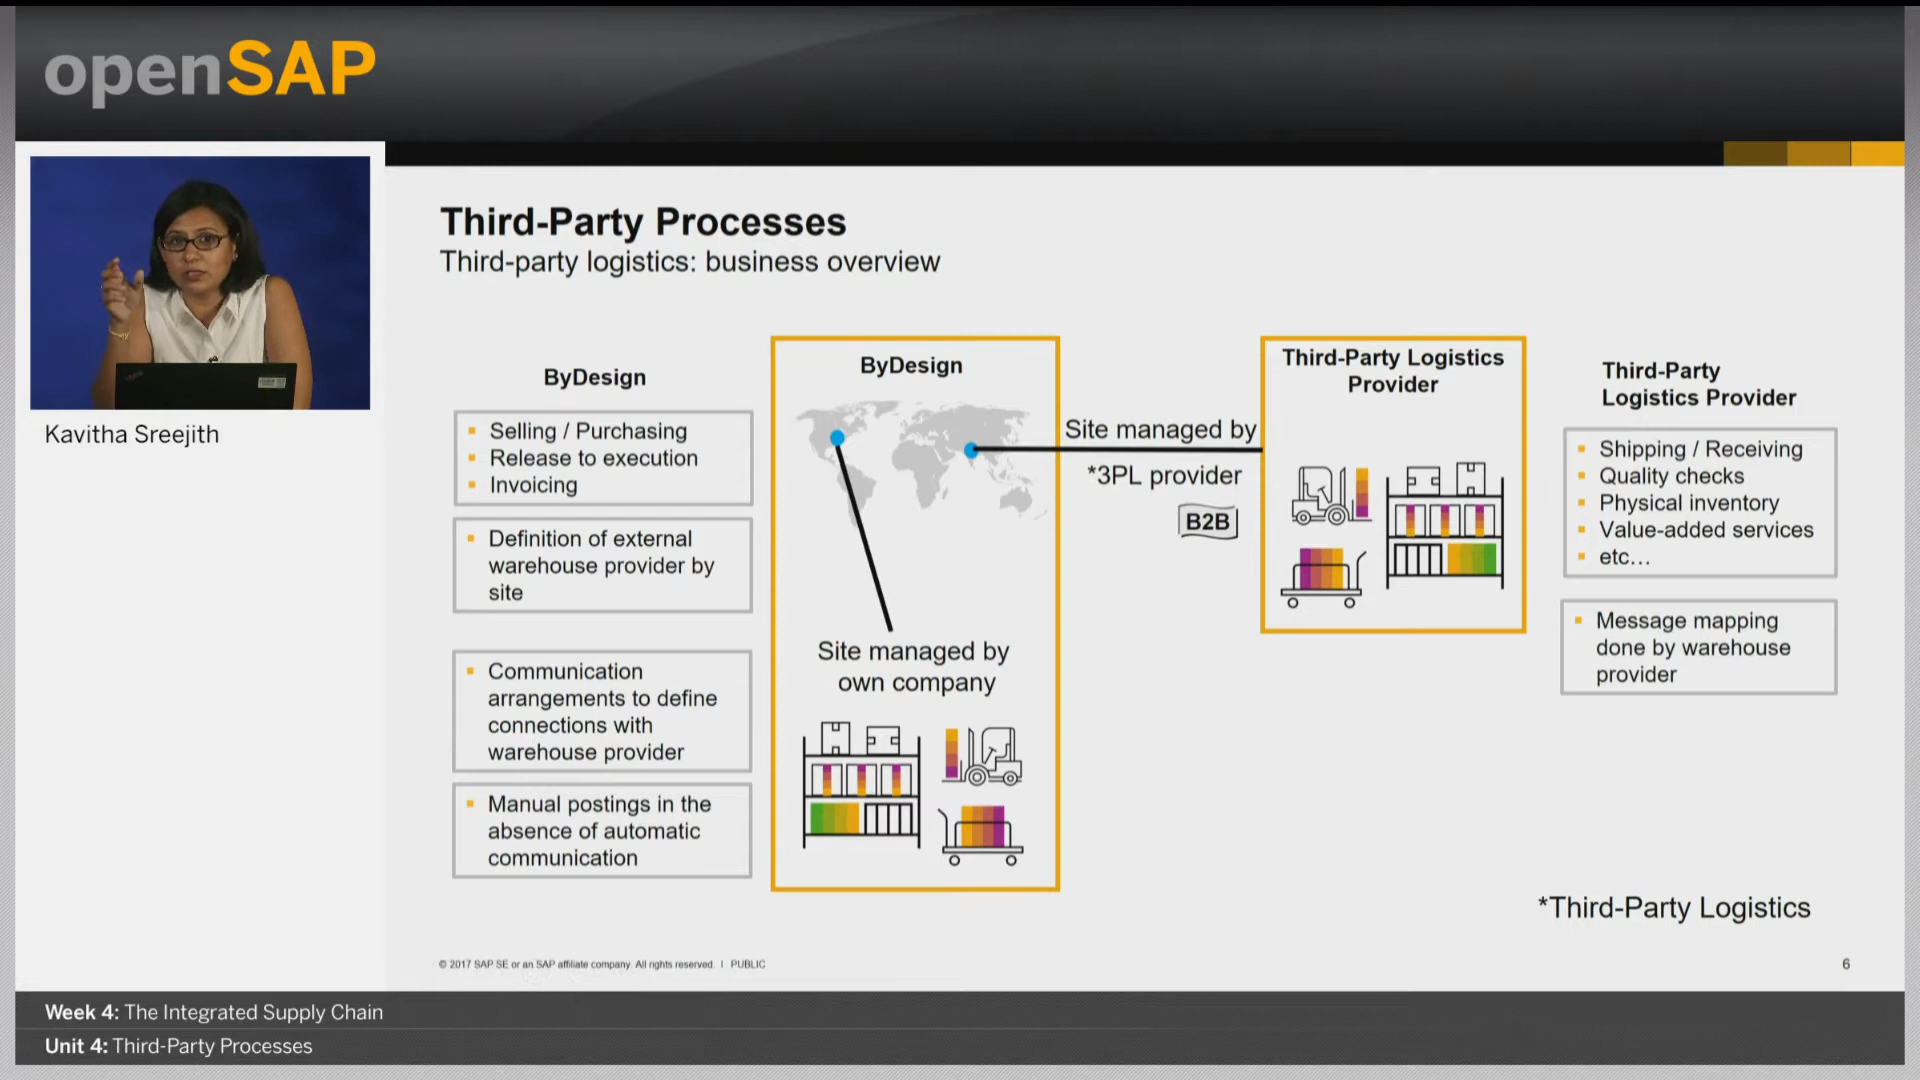 openSAP
Kavitha Sreejith
Third-Party Processes
Third-party logistics: business overview
ByDesign
▪ Selling / Purchasing
▪ Release to execution
▪ Invoicing
▪ Definition of external
warehouse provider by
site
▪ Communication
arrangements to define
connections with
warehouse provider
▪ Manual postings in the
absence of automatic
communication
ByDesign
Site managed by
own company
Site managed by
*3PL provider
B2B
Third-Party Logistics
Provider
Third-Party
Logistics Provider
▪ Shipping / Receiving
▪ Quality checks
▪ Physical inventory
▪ Value-added services
▪ etc…
▪ Message mapping
done by warehouse
provider
*Third-Party Logistics
© 2017 SAP SE or an SAP affiliate company. All rights reserved. | PUBLIC
6
Week 4: The Integrated Supply Chain
Unit 4: Third-Party Processes